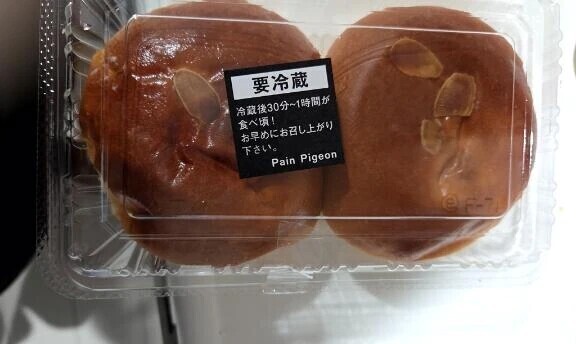 要冷蔵
冷蔵後30分~1時間が
食べ頃!
お早めにお召し上がり
下さい。
Pain Pigeon